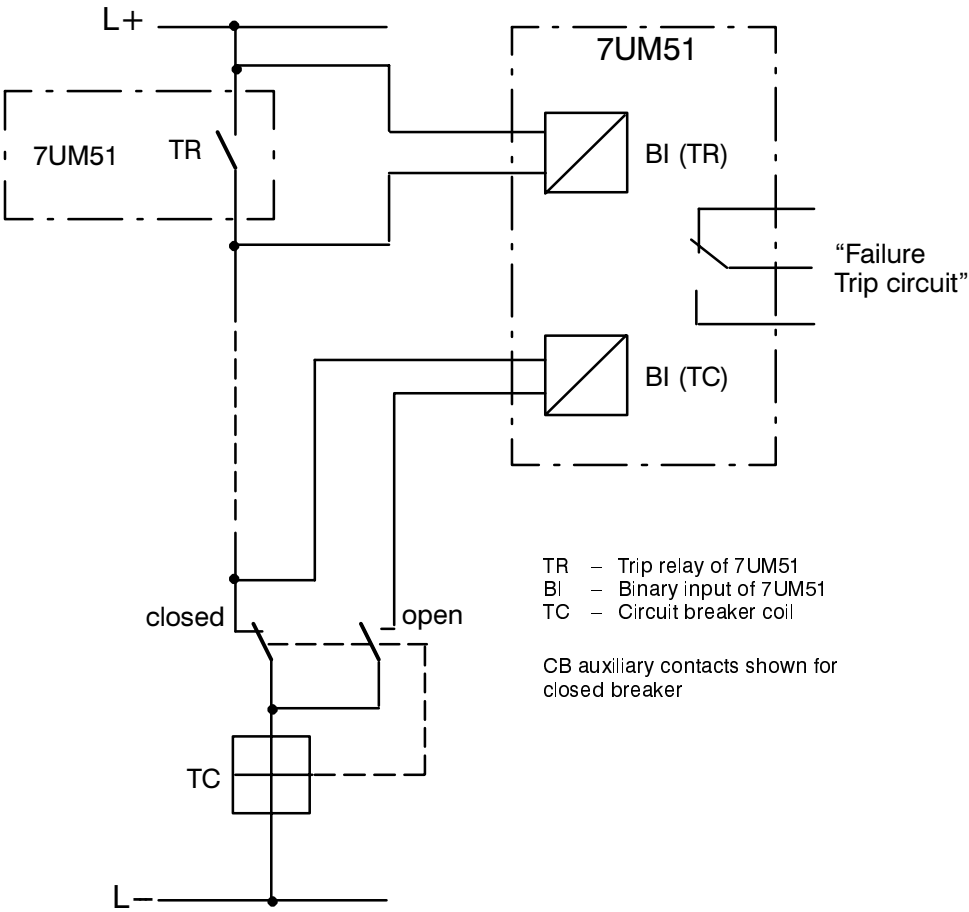 L+
7UM51
7UM51
TR
BI (TR)
“Failure
Trip circuit”
BI (TC)
TR – Trip relay of 7UM51
BI – Binary input of 7UM51
TC – Circuit breaker coil
closed
open
CB auxiliary contacts shown for
closed breaker
TC
L–